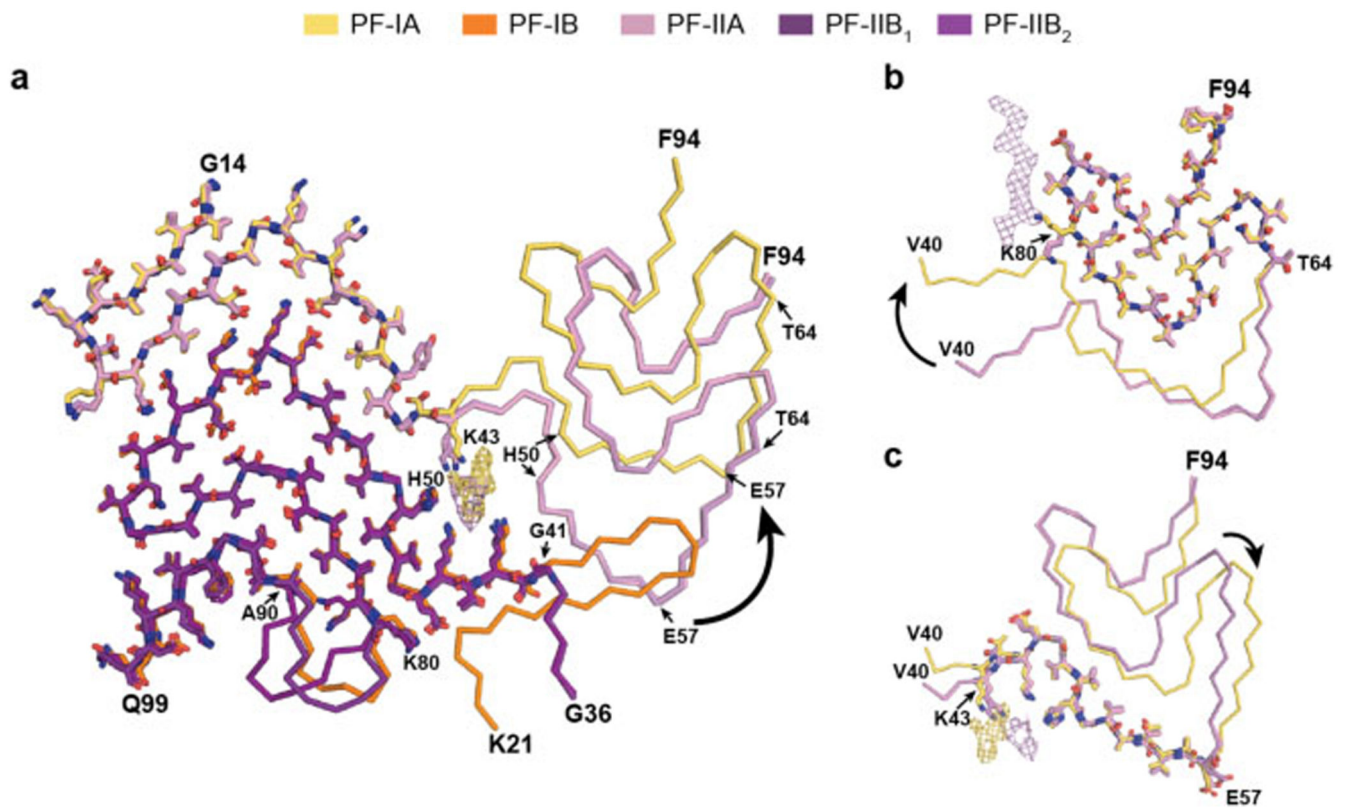 PF-IA PF-IB PF-IIA PF-IIB₁ PF-IIB₂
a
G14
F94
F94
T64
K43
H50
H50
T64
E57
G41
A90
E57
K80
Q99
G36
K21
b
F94
V40
K80
T64
V40
c
F94
V40
V40
K43
E57